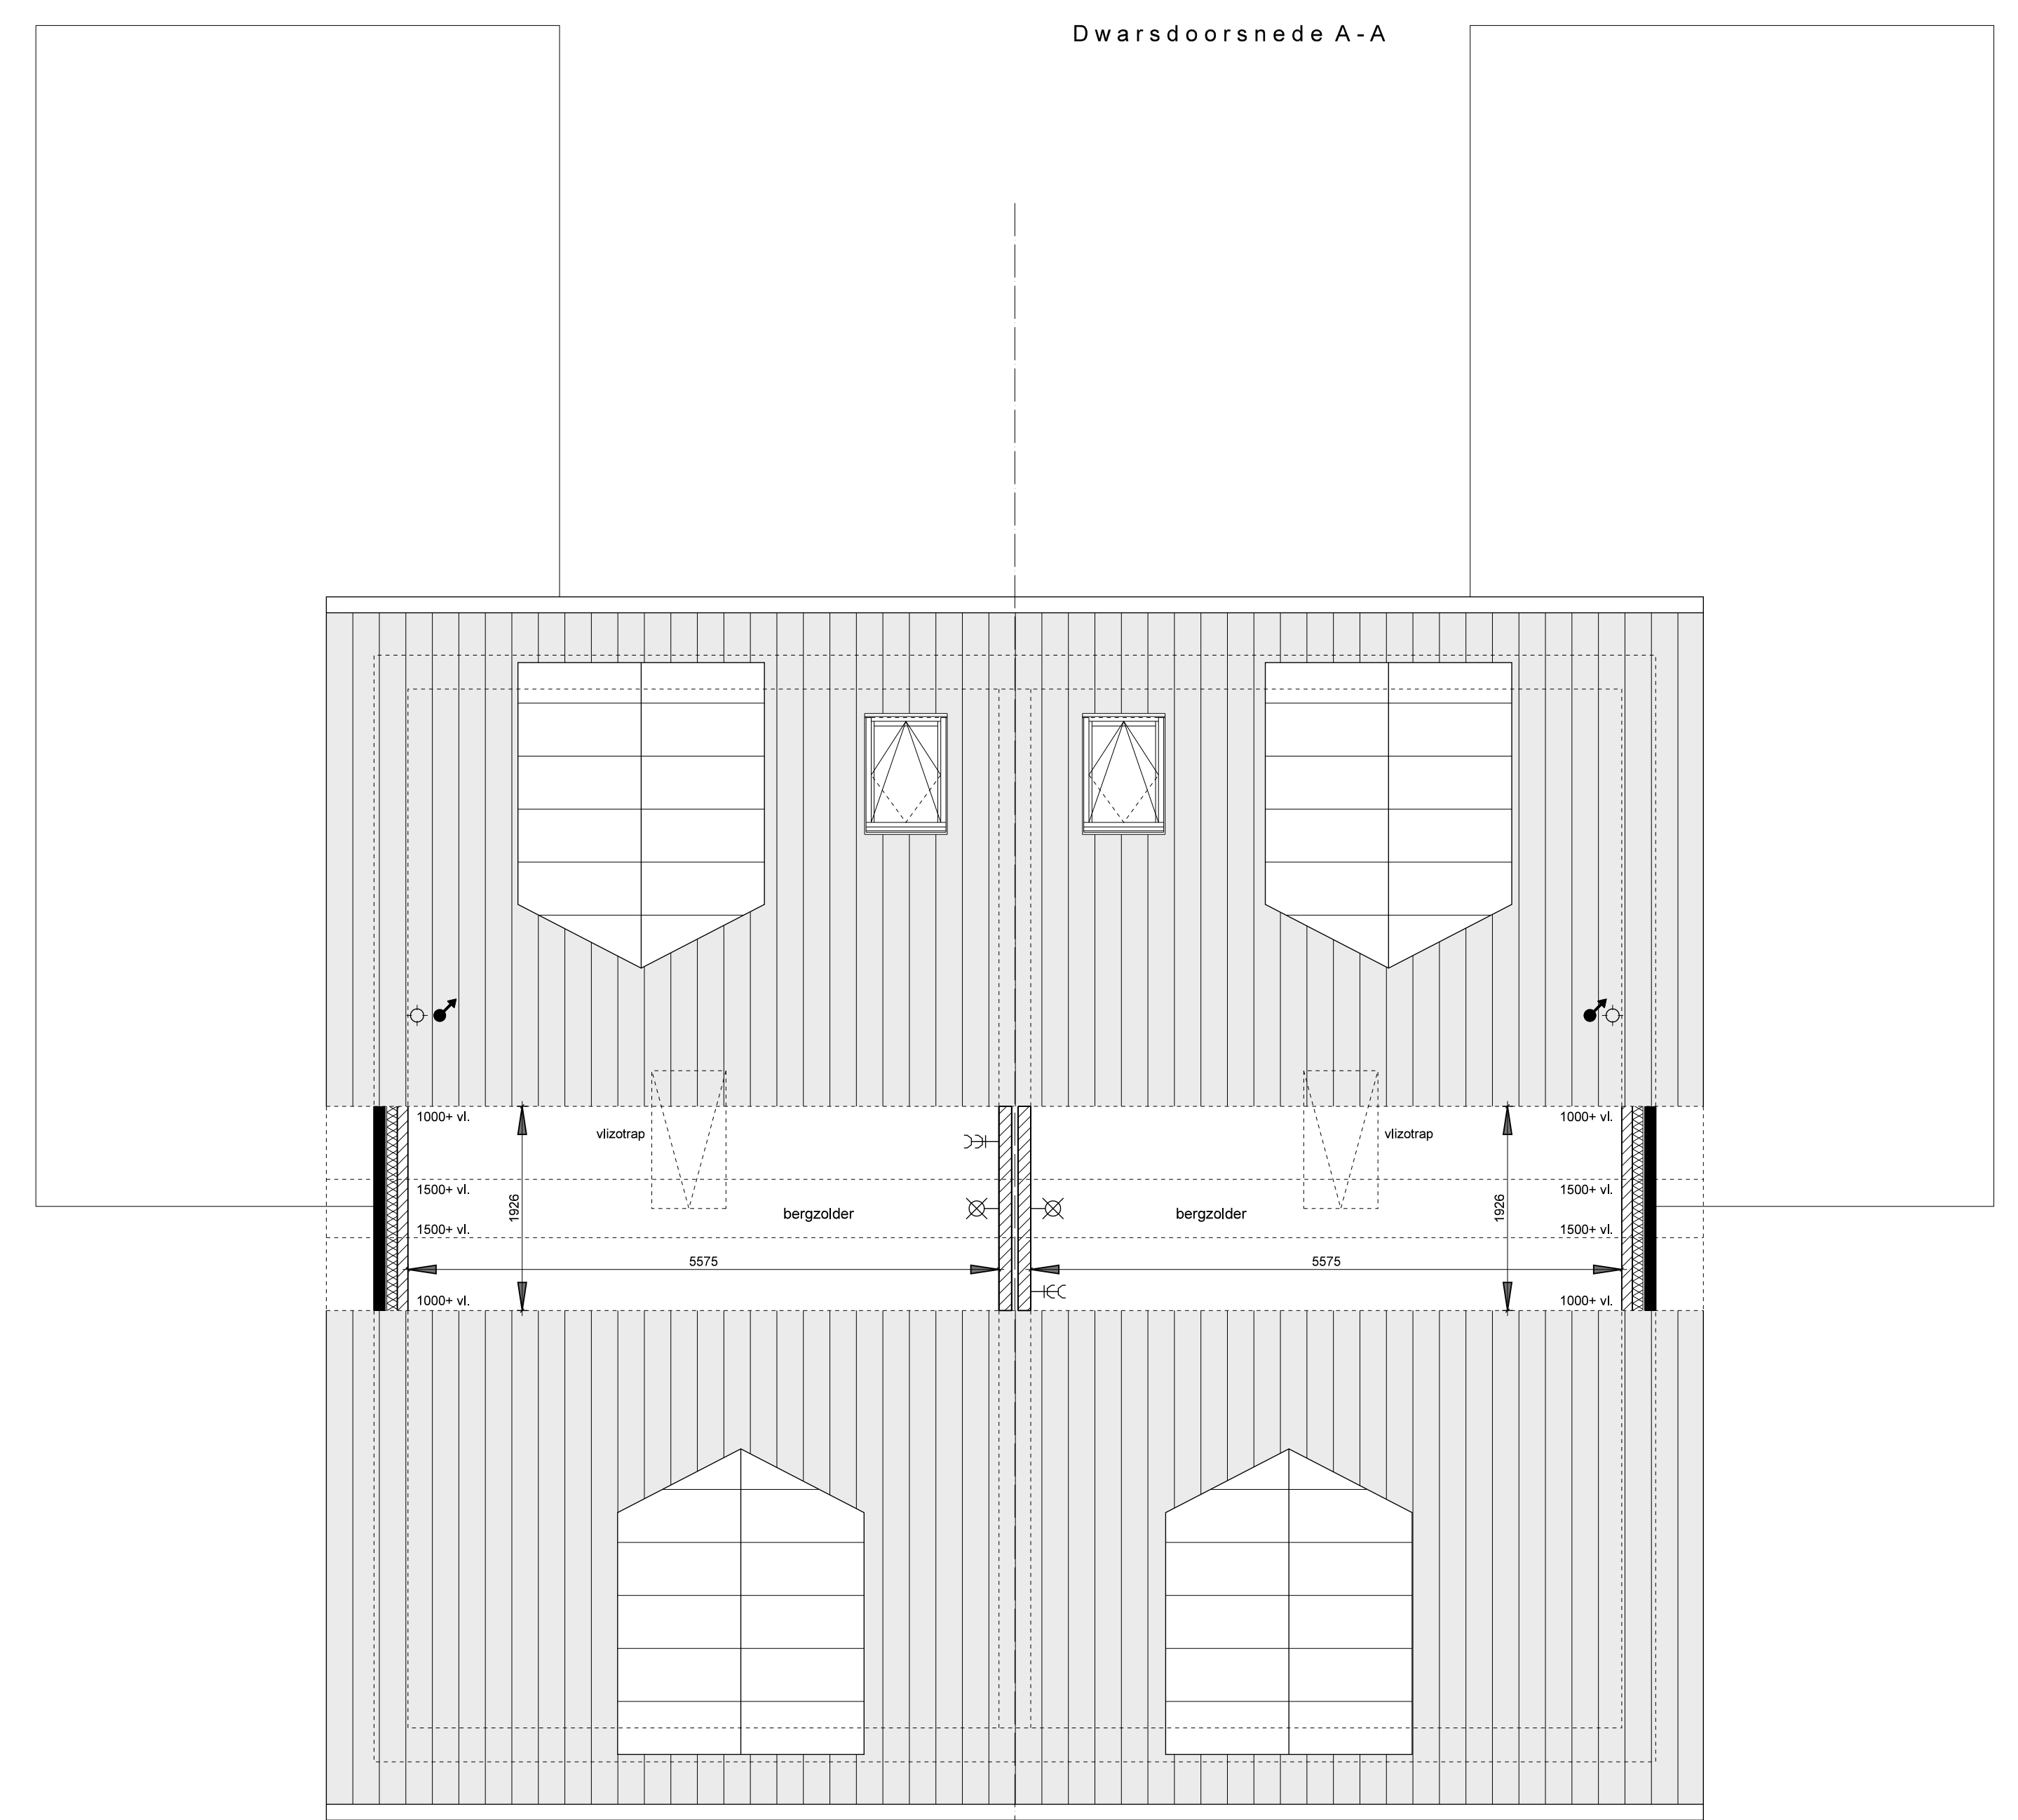 Dwarsdoorsnede A-A
1000+ vl.
1000+ vl.
vlizotrap
vlizotrap
1500+ vl.
1500+ vl.
1926
bergzolder
bergzolder
1926
1500+ vl.
1500+ vl.
5575
5575
1000+ vl.
1000+ vl.